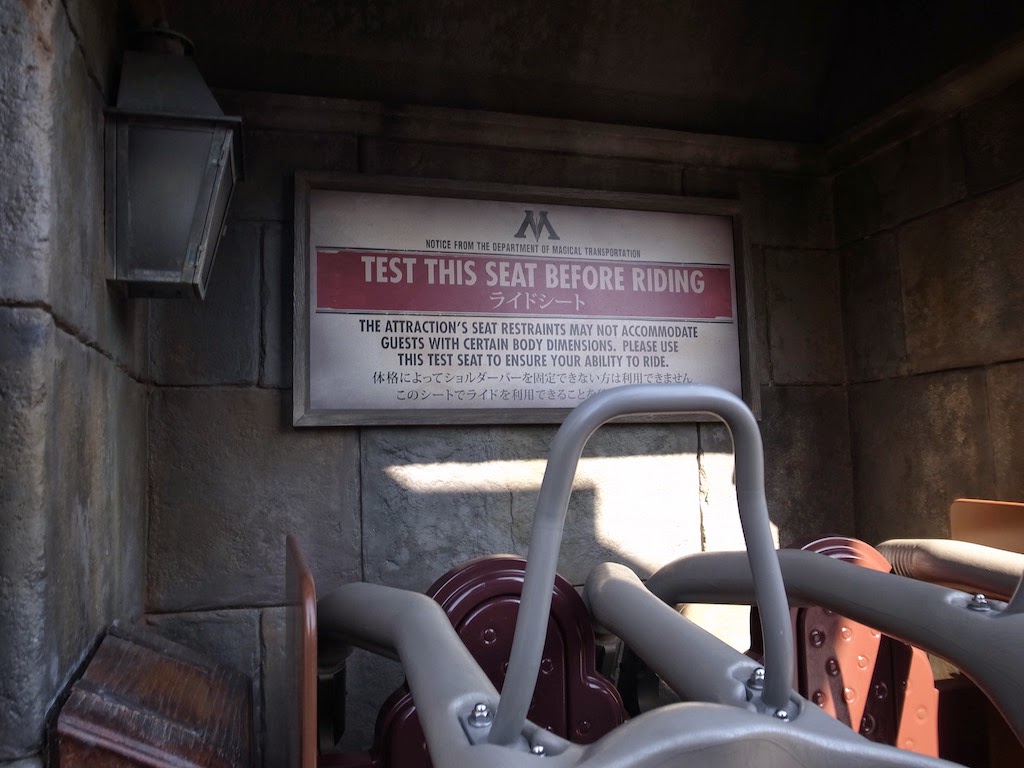 M
NOTICE FROM THE DEPARTMENT OF MAGICAL TRANSPORTATION
TEST THIS SEAT BEFORE RIDING
ライドシート
THE ATTRACTION'S SEAT RESTRAINTS MAY NOT ACCOMMODATE
GUESTS WITH CERTAIN BODY DIMENSIONS. PLEASE USE
THIS TEST SEAT TO ENSURE YOUR ABILITY TO RIDE.
体格によってショルダーバーを固定できない方は利用できません
このシートでライドを利用できることを